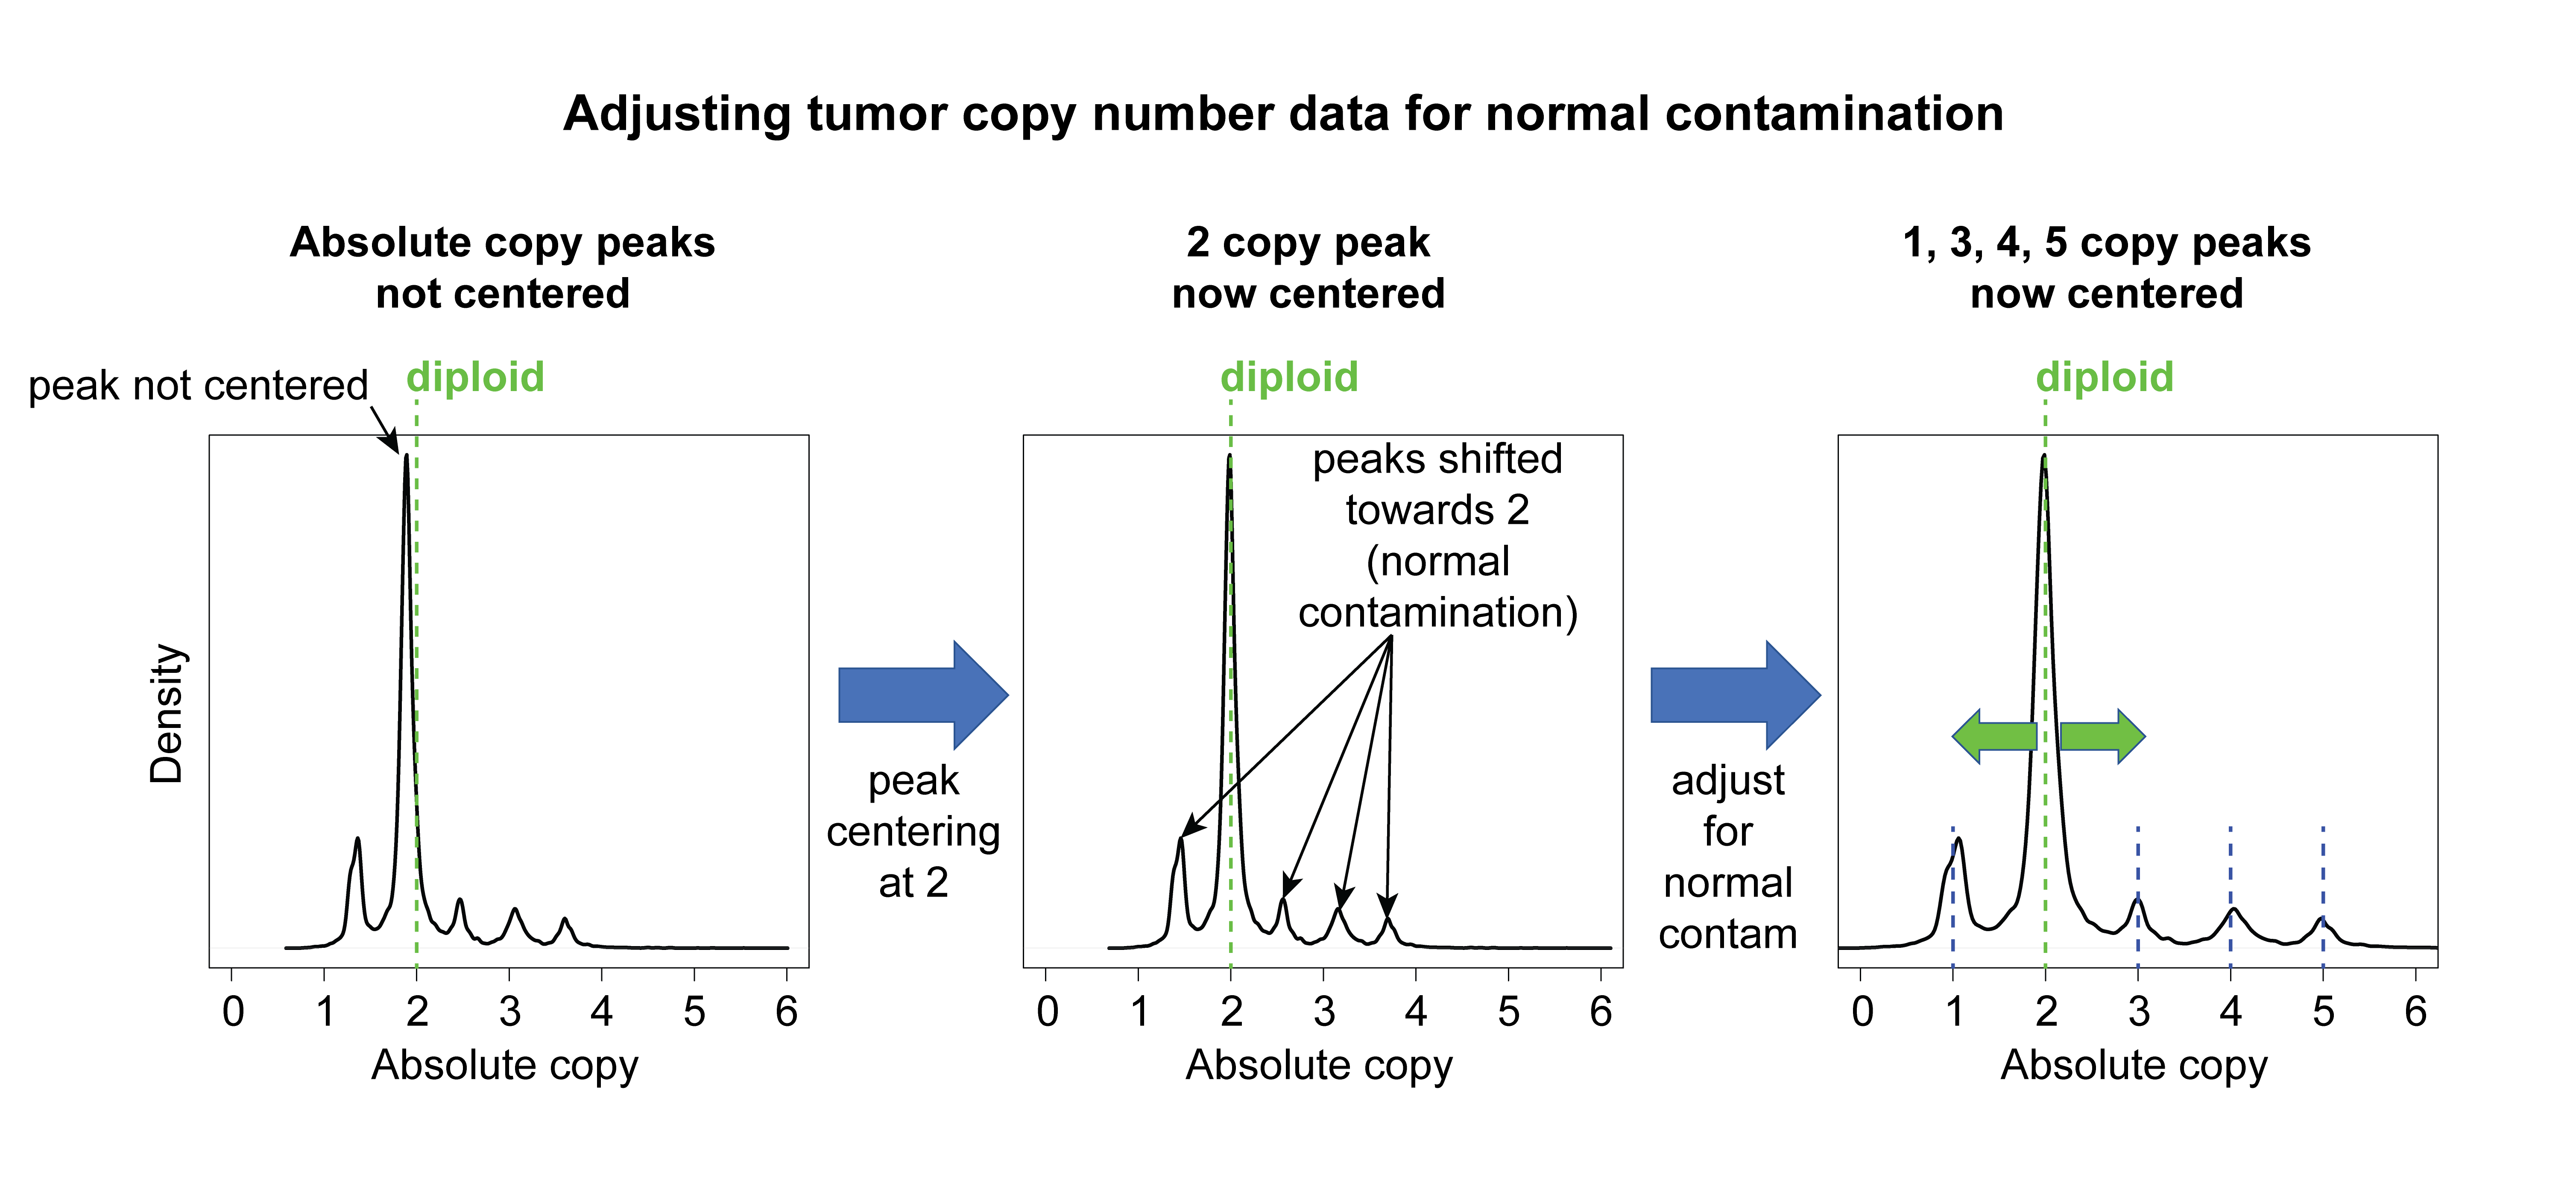 Adjusting tumor copy number data for normal contamination
Absolute copy peaks
not centered
peak not centered
diploid
Density
0 1 2 3 4 5 6
Absolute copy
peak
centering
at 2
2 copy peak
now centered
diploid
peaks shifted
towards 2
(normal
contamination)
0 1 2 3 4 5 6
Absolute copy
adjust
for
normal
contam
1, 3, 4, 5 copy peaks
now centered
diploid
0 1 2 3 4 5 6
Absolute copy